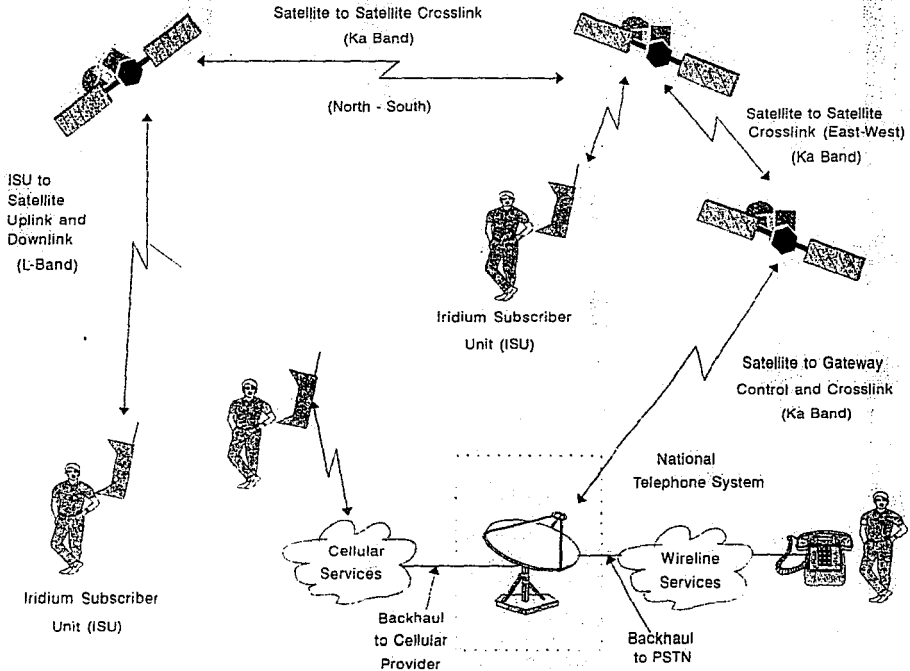 Satellite to Satellite Crosslink
(Ka Band)
(North - South)
Satellite to Satellite
Crosslink (East-West)
(Ka Band)
ISU to
Satellite
Uplink and
Downlink
(L-Band)
Iridium Subscriber
Unit (ISU)
Satellite to Gateway
Control and Crosslink
(Ka Band)
National
Telephone System
Cellular
Services
Wireline
Services
Iridium Subscriber
Unit (ISU)
Backhaul
to Cellular
Provider
Backhaul
to PSTN